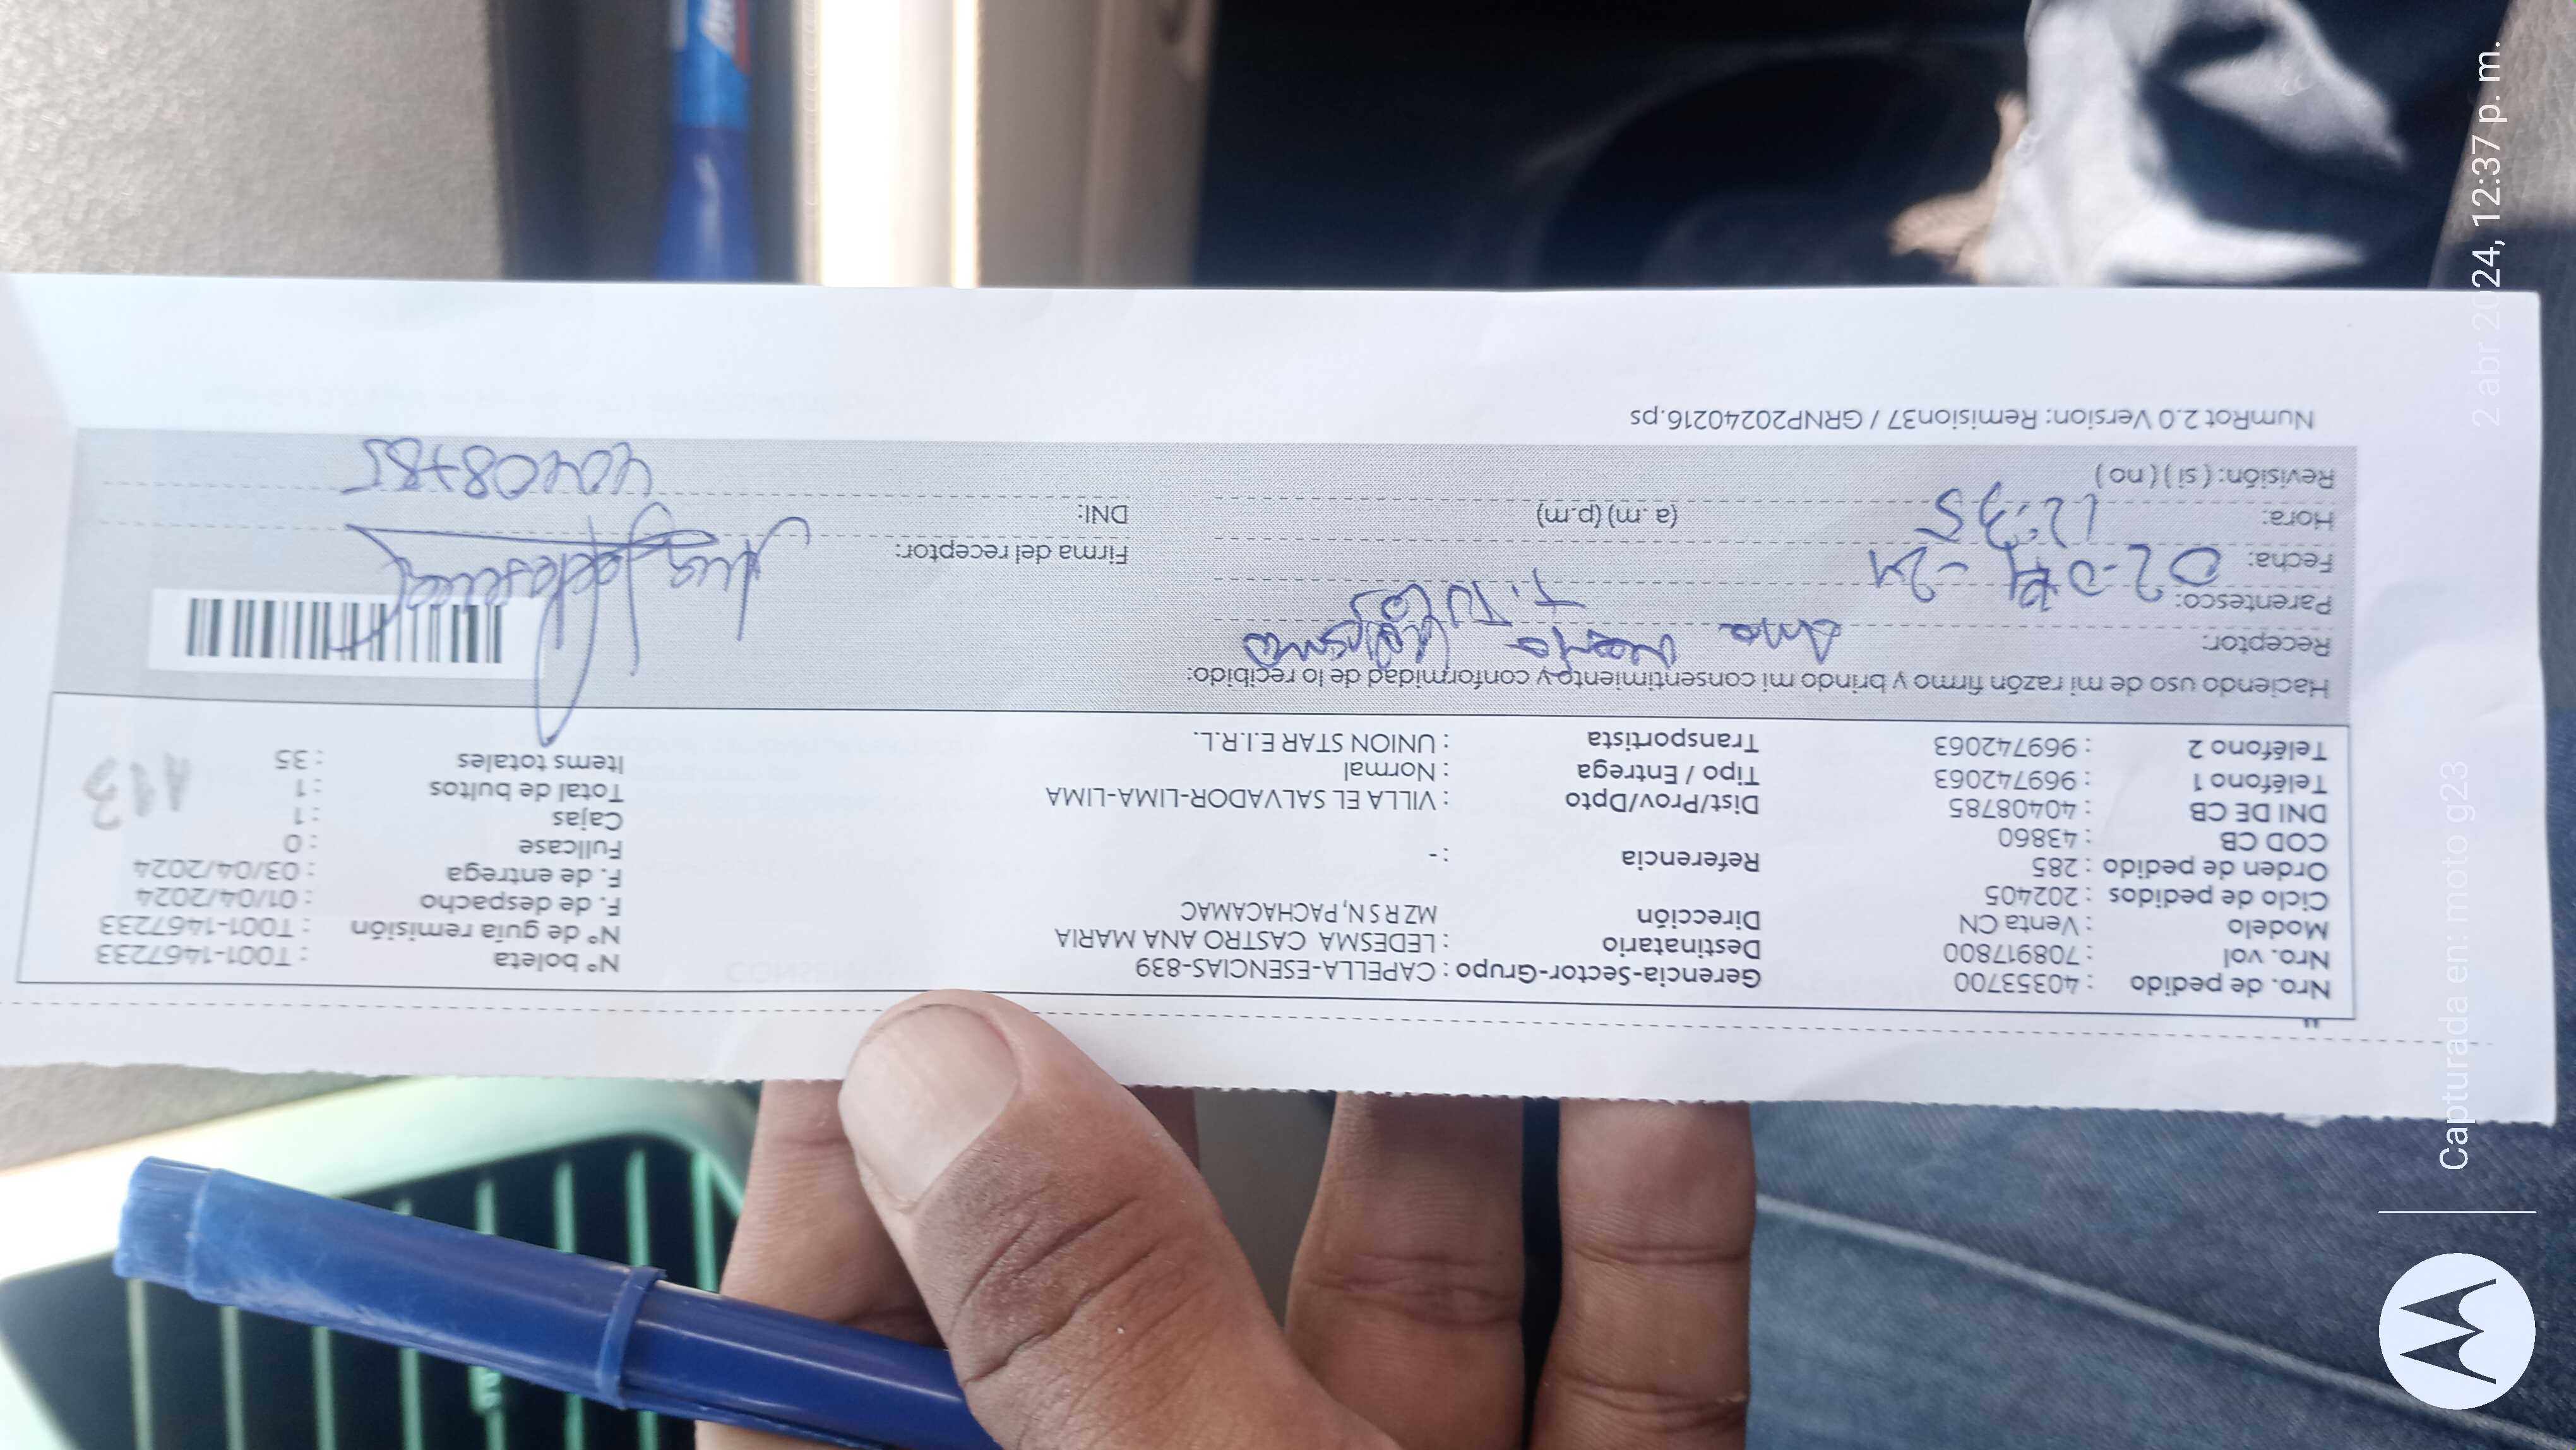 Nro. de pedido : 40353700
Nro. vol : 708917800
Modelo : Venta CN
Ciclo de pedidos : 202405
Orden de pedido : 285
COD CB : 43860
DNI DE CB : 40408785
Teléfono 1 : 969742063
Teléfono 2 : 969742063
Gerencia-Sector-Grupo : CAPELLA-ESENCIAS-839
Destinatario : LEDESMA CASTRO ANA MARIA
Dirección MZ R S N, PACHACAMAC
Referencia : -
Dist/Prov/Dpto : VILLA EL SALVADOR-LIMA-LIMA
Tipo / Entrega : Normal
Transportista : UNION STAR E.I.R.L.
Nº boleta : T001-1467233
Nº de guía remisión : T001-1467233
F. de despacho : 01/04/2024
F. de entrega : 03/04/2024
Fullcase : 0
Cajas : 1
Total de bultos : 1
Items totales : 35
113
Haciendo uso de mi razón firmo y brindo mi consentimiento y conformidad de lo recibido:
Receptor: Ana Maria Ledesma
Parentesco: T. TU
Fecha: 02-04-24
Hora: 12:35 (a.m) (p.m)
Revisión: ( si ) ( no )
Firma del receptor:
DNI: 40408785
NumRot 2.0 Version: Remision37 / GRNP20240216.ps
Capturada en: moto g23
2 abr 2024, 12:37 p. m.